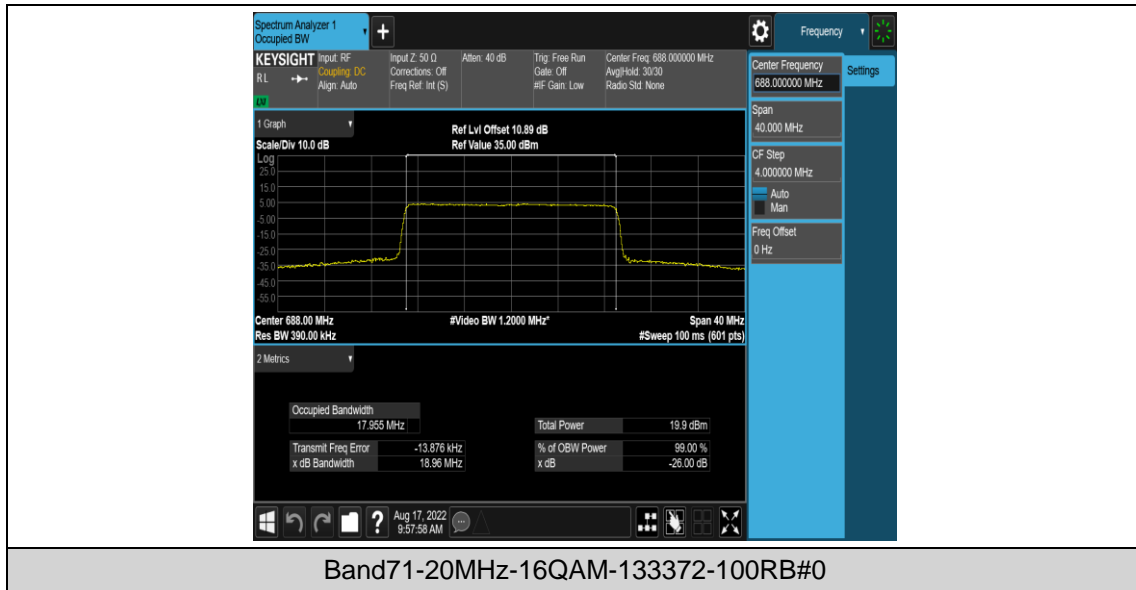 Spectrum Analyzer 1
Occupied BW
+
Frequency
KEYSIGHT
RL
LXI
Input: RF
Coupling: DC
Align: Auto
Input Z: 50 Ω
Corrections: Off
Freq Ref: Int (S)
Atten: 40 dB
Trig: Free Run
Gate: Off
#IF Gain: Low
Center Freq: 688.000000 MHz
Avg|Hold: 30/30
Radio Std: None
Center Frequency
688.000000 MHz
Settings
Span
40.000 MHz
CF Step
4.000000 MHz
Auto
Man
Freq Offset
0 Hz
1 Graph
Scale/Div 10.0 dB
Ref Lvl Offset 10.89 dB
Ref Value 35.00 dBm
Log
25.0
15.0
5.00
-5.00
-15.0
-25.0
-35.0
-45.0
-55.0
Center 688.00 MHz
#Video BW 1.2000 MHz*
Span 40 MHz
Res BW 390.00 kHz
#Sweep 100 ms (601 pts)
2 Metrics
Occupied Bandwidth
17.955 MHz
Total Power 19.9 dBm
Transmit Freq Error -13.876 kHz
% of OBW Power 99.00 %
x dB Bandwidth 18.96 MHz
x dB -26.00 dB
?
Aug 17, 2022
9:57:58 AM
Band71-20MHz-16QAM-133372-100RB#0